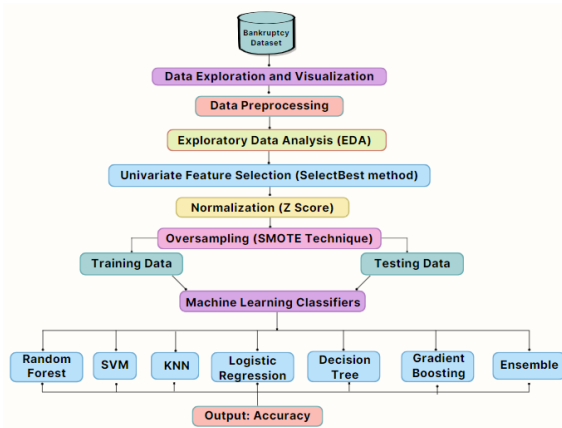 Bankruptcy
Dataset
Data Exploration and Visualization
Data Preprocessing
Exploratory Data Analysis (EDA)
Univariate Feature Selection (SelectBest method)
Normalization (Z Score)
Oversampling (SMOTE Technique)
Training Data
Testing Data
Machine Learning Classifiers
Random
Forest
SVM
KNN
Logistic
Regression
Decision
Tree
Gradient
Boosting
Ensemble
Output: Accuracy